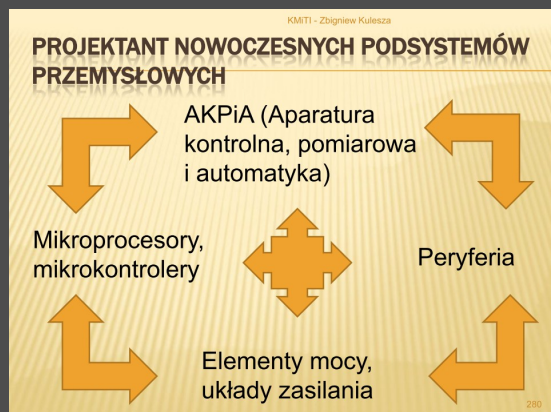 KMiTI - Zbigniew Kulesza
PROJEKTANT NOWOCZESNYCH PODSYSTEMÓW
PRZEMYSŁOWYCH
AKPiA (Aparatura
kontrolna, pomiarowa
i automatyka)
Mikroprocesory,
mikrokontrolery
Peryferia
Elementy mocy,
układy zasilania
280